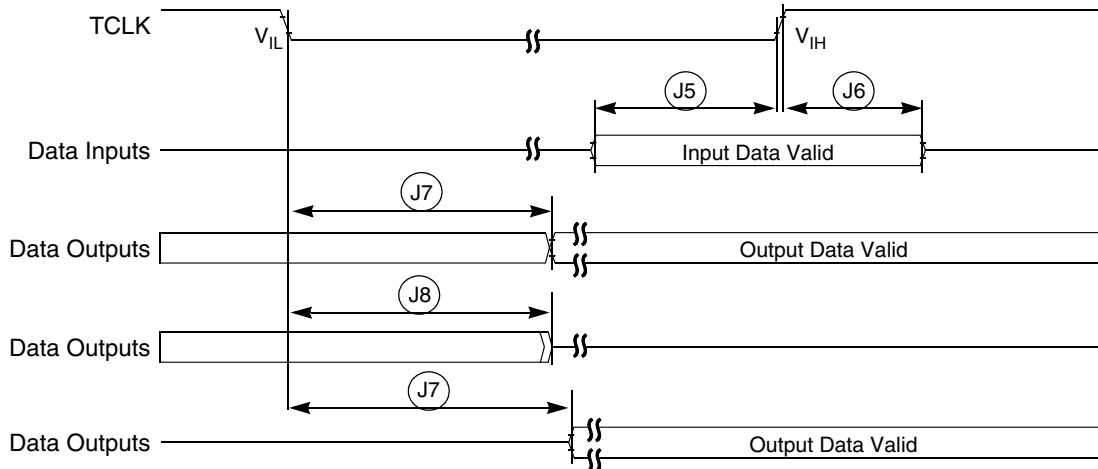 TCLK
VIL
VIH
J5
J6
Data Inputs
Input Data Valid
J7
Data Outputs
Output Data Valid
J8
Data Outputs
J7
Data Outputs
Output Data Valid